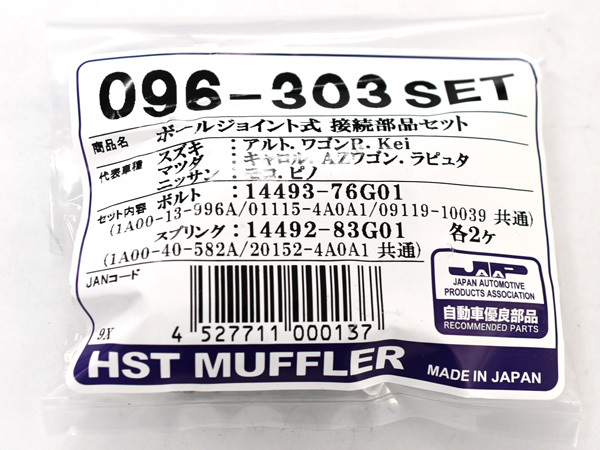 096-303 SET
商品名 ボールジョイント式 接続部品セット
代表車種 スズキ：アルト.ワゴンR.Kei
マツダ：キャロル.AZワゴン.ラピュタ
ニッサン：モコ.ピノ
セット内容 ボルト：14493-76G01
(1A00-13-996A/01115-4A0A1/09119-10039 共通)
スプリング：14492-83G01 各2ヶ
(1A00-40-582A/20152-4A0A1 共通)
JANコード
JAAP
JAPAN AUTOMOTIVE
PRODUCTS ASSOCIATION
自動車優良部品
RECOMMENDED PARTS
9X
4 527711 000137
HST MUFFLER
MADE IN JAPAN